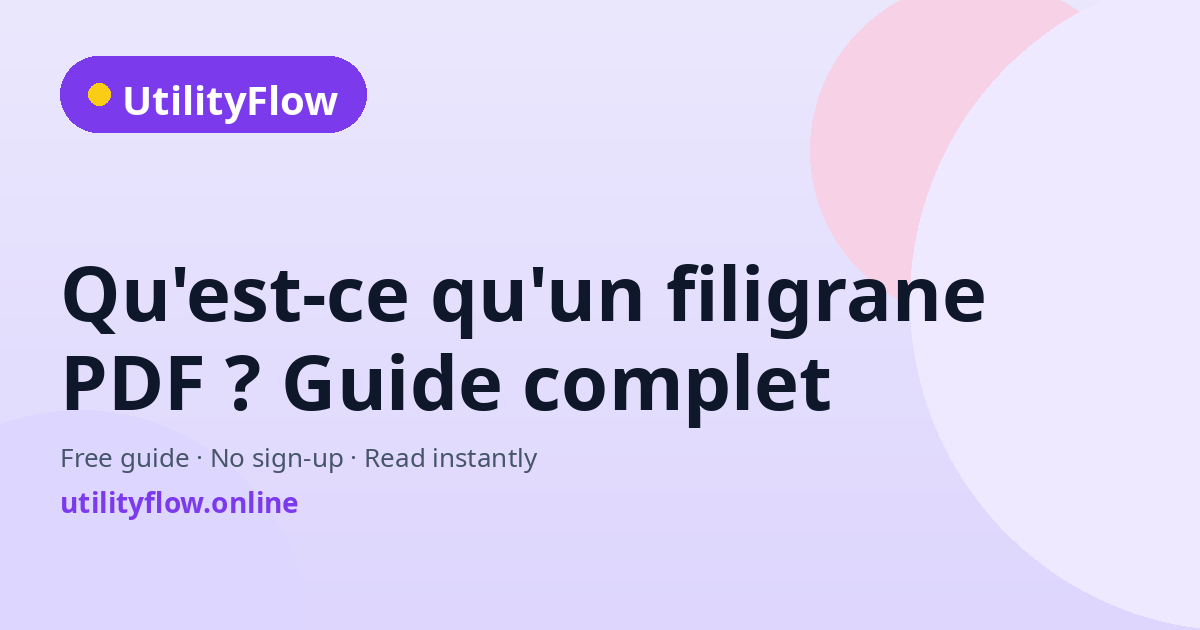 UtilityFlow
Qu'est-ce qu'un filigrane
PDF ? Guide complet
Free guide · No sign-up · Read instantly
utilityflow.online